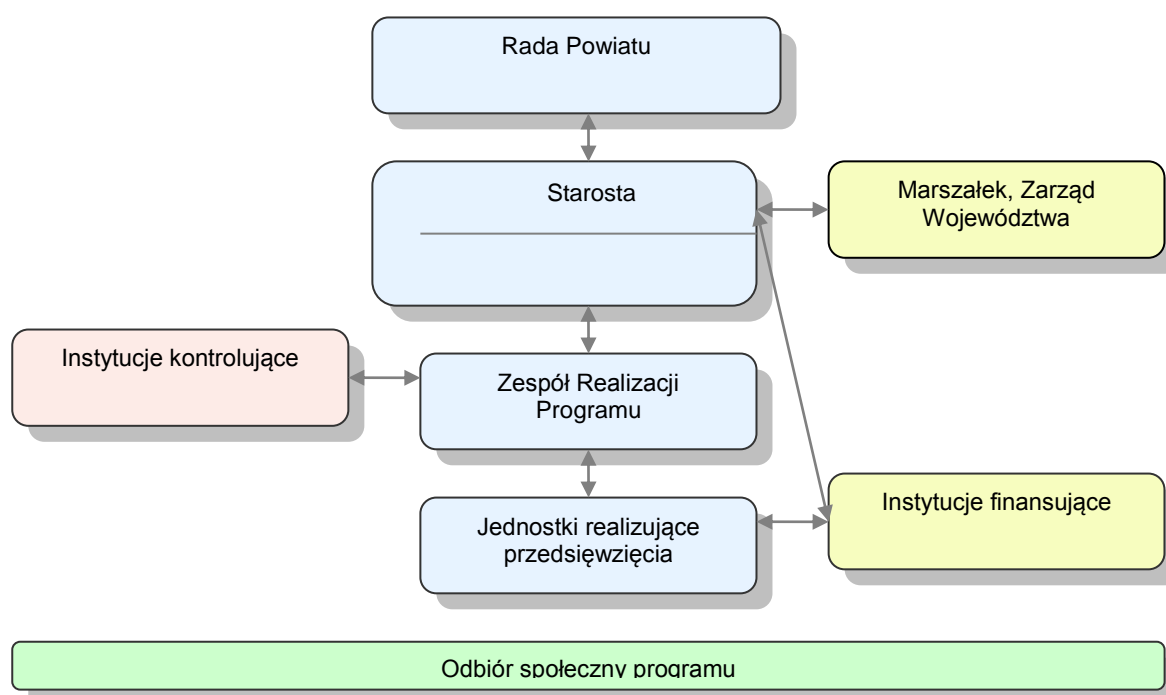 Rada Powiatu
Starosta
Marszałek, Zarząd
Województwa
Instytucje kontrolujące
Zespół Realizacji
Programu
Jednostki realizujące
przedsięwzięcia
Instytucje finansujące
Odbiór społeczny programu